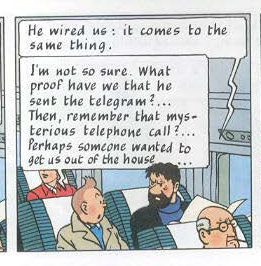 He wired us : it comes to the
same thing.
I'm not so sure. What
proof have we that he
sent the telegram?...
Then, remember that mys-
terious telephone call?...
Perhaps someone wanted to
get us out of the house ...